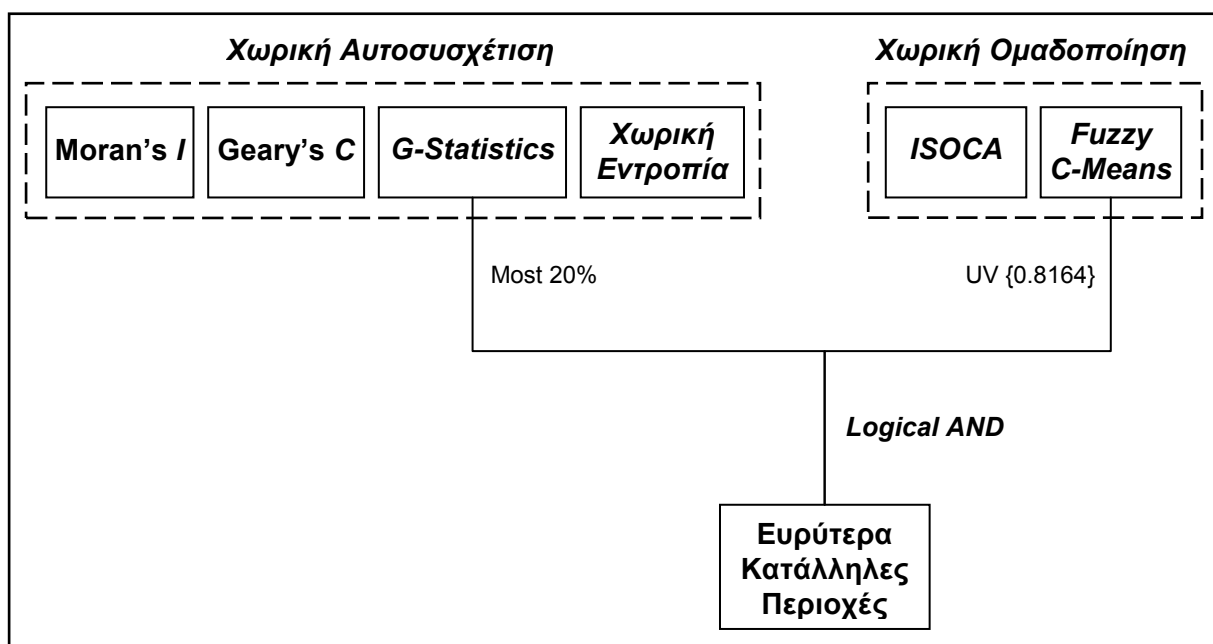 Χωρική Αυτοσυσχέτιση
Χωρική Ομαδοποίηση
Moran’s I
Geary’s C
G-Statistics
Χωρική
Εντροπία
ISOCA
Fuzzy
C-Means
Most 20%
UV {0.8164}
Logical AND
Ευρύτερα
Κατάλληλες
Περιοχές